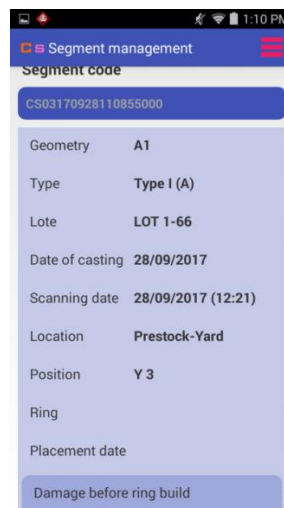 1:10 PM
Cs Segment management
Segment code
CS03170928110855000
Geometry A1
Type Type I (A)
Lote LOT 1-66
Date of casting 28/09/2017
Scanning date 28/09/2017 (12:21)
Location Prestock-Yard
Position Y 3
Ring
Placement date
Damage before ring build